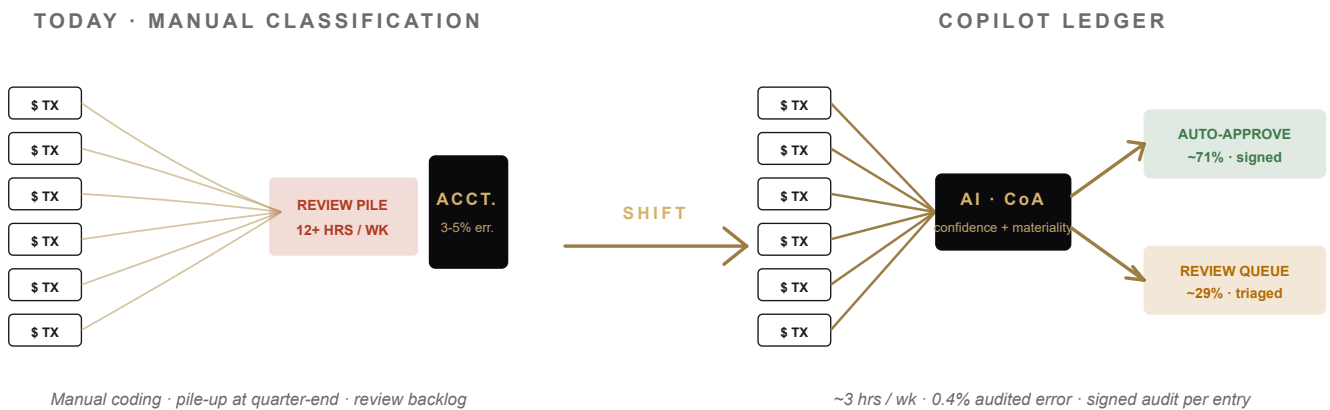 TODAY · MANUAL CLASSIFICATION
$ TX
$ TX
$ TX
$ TX
$ TX
$ TX
REVIEW PILE
12+ HRS / WK
ACCT.
3-5% err.
Manual coding · pile-up at quarter-end · review backlog
SHIFT
COPILOT LEDGER
$ TX
$ TX
$ TX
$ TX
$ TX
$ TX
AI · CoA
confidence + materiality
AUTO-APPROVE
~71% · signed
REVIEW QUEUE
~29% · triaged
~3 hrs / wk · 0.4% audited error · signed audit per entry